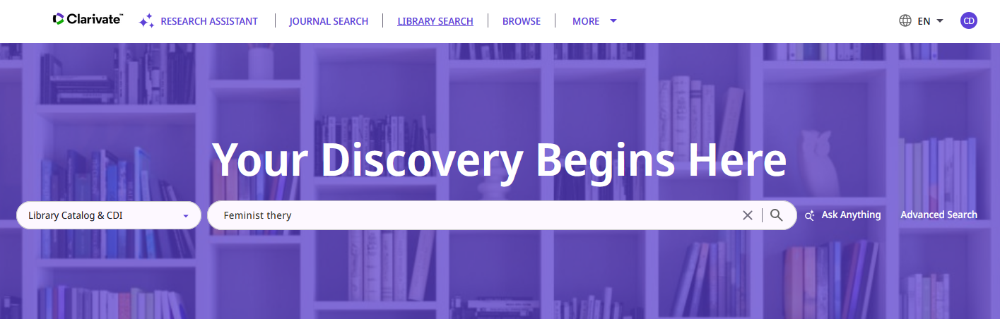 Clarivate™ RESEARCH ASSISTANT JOURNAL SEARCH LIBRARY SEARCH BROWSE MORE EN CD
Your Discovery Begins Here
Library Catalog & CDI Feminist thery Ask Anything Advanced Search